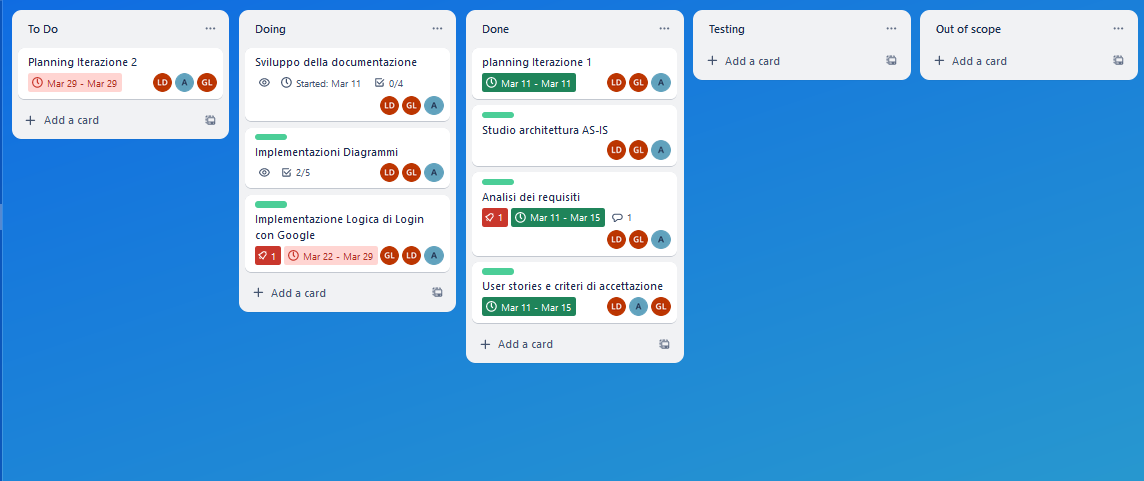 To Do
Planning Iterazione 2
Mar 29 - Mar 29
LD A GL
Add a card
Doing
Sviluppo della documentazione
Started: Mar 11 0/4
LD GL A
Implementazioni Diagrammi
2/5 LD GL A
Implementazione Logica di Login
con Google
1 Mar 22 - Mar 29 GL LD A
Add a card
Done
planning Iterazione 1
Mar 11 - Mar 11 LD GL A
Studio architettura AS-IS
LD GL A
Analisi dei requisiti
1 Mar 11 - Mar 15 1
LD GL A
User stories e criteri di accettazione
Mar 11 - Mar 15 LD A GL
Add a card
Testing
Add a card
Out of scope
Add a card